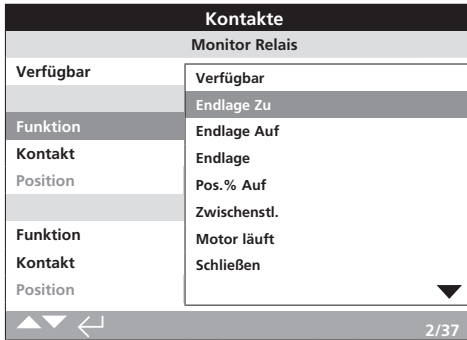 Kontakte
Monitor Relais
Verfügbar
Funktion
Kontakt
Position
Funktion
Kontakt
Position
Verfügbar
Endlage Zu
Endlage Auf
Endlage
Pos.% Auf
Zwischenstl.
Motor läuft
Schließen
2/37